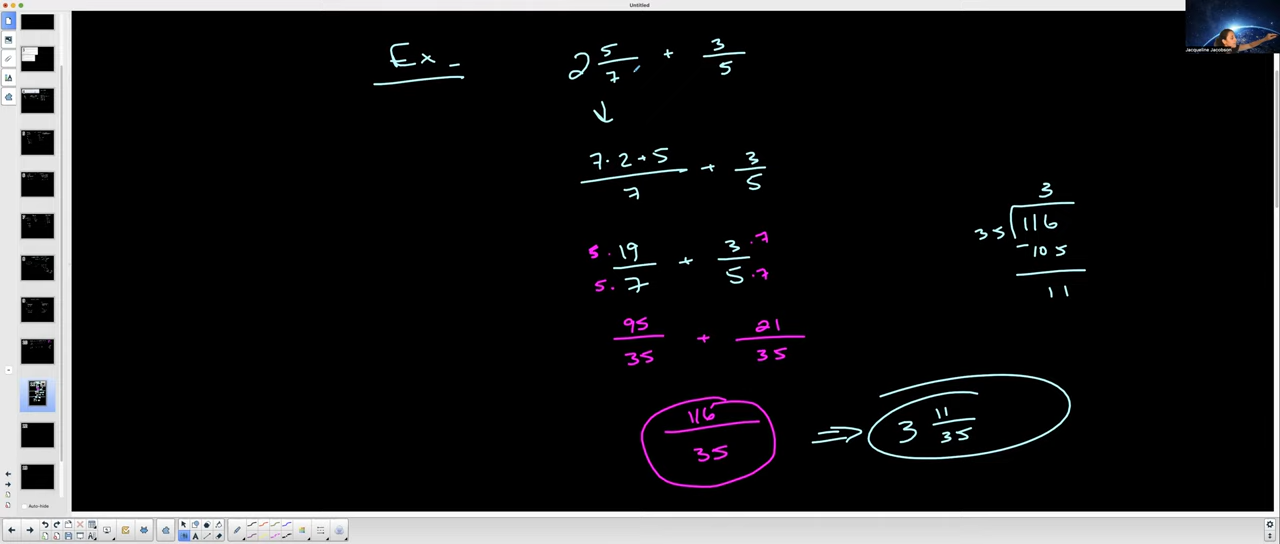 Untitled
Jacqueline Jacobson
Ex. 2 5/7 + 3/5
↓
(7·2+5)/7 + 3/5
5·19/5·7 + 3·7/5·7
95/35 + 21/35
116/35 ⇒ 3 11/35
3
35 116
-105
11
Auto-hide